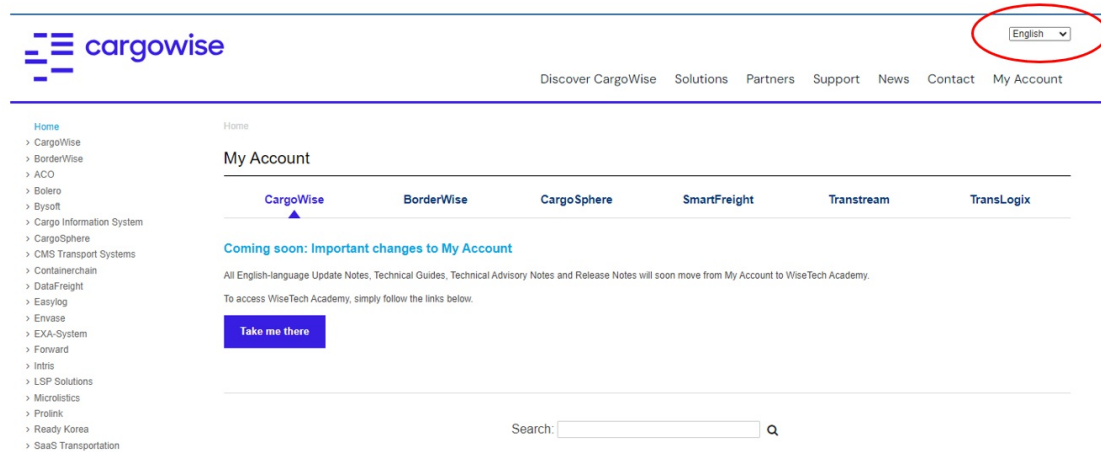 cargowise
English
Discover CargoWise Solutions Partners Support News Contact My Account
Home
CargoWise
BorderWise
ACO
Bolero
Bysoft
Cargo Information System
CargoSphere
CMS Transport Systems
Containerchain
DataFreight
Easylog
Envase
EXA-System
Forward
Intris
LSP Solutions
Microlistics
Prolink
Ready Korea
SaaS Transportation
Home
My Account
CargoWise BorderWise CargoSphere SmartFreight Transtream TransLogix
Coming soon: Important changes to My Account
All English-language Update Notes, Technical Guides, Technical Advisory Notes and Release Notes will soon move from My Account to WiseTech Academy.
To access WiseTech Academy, simply follow the links below.
Take me there
Search: